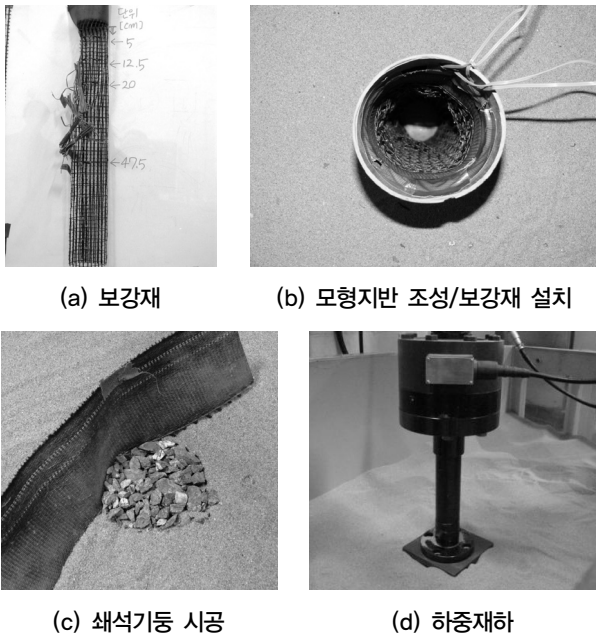 단위
[cm]
←5
←12.5
←20
←47.5
(a) 보강재
(b) 모형지반 조성/보강재 설치
(c) 쇄석기둥 시공
(d) 하중재하